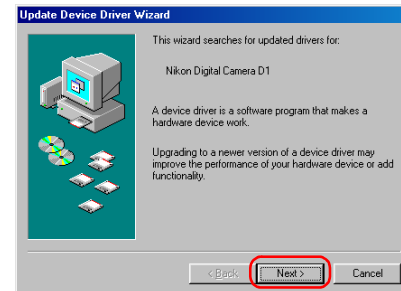 Update Device Driver Wizard
This wizard searches for updated drivers for:
Nikon Digital Camera D1
A device driver is a software program that makes a
hardware device work.
Upgrading to a newer version of a device driver may
improve the performance of your hardware device or add
functionality.
< Back Next > Cancel